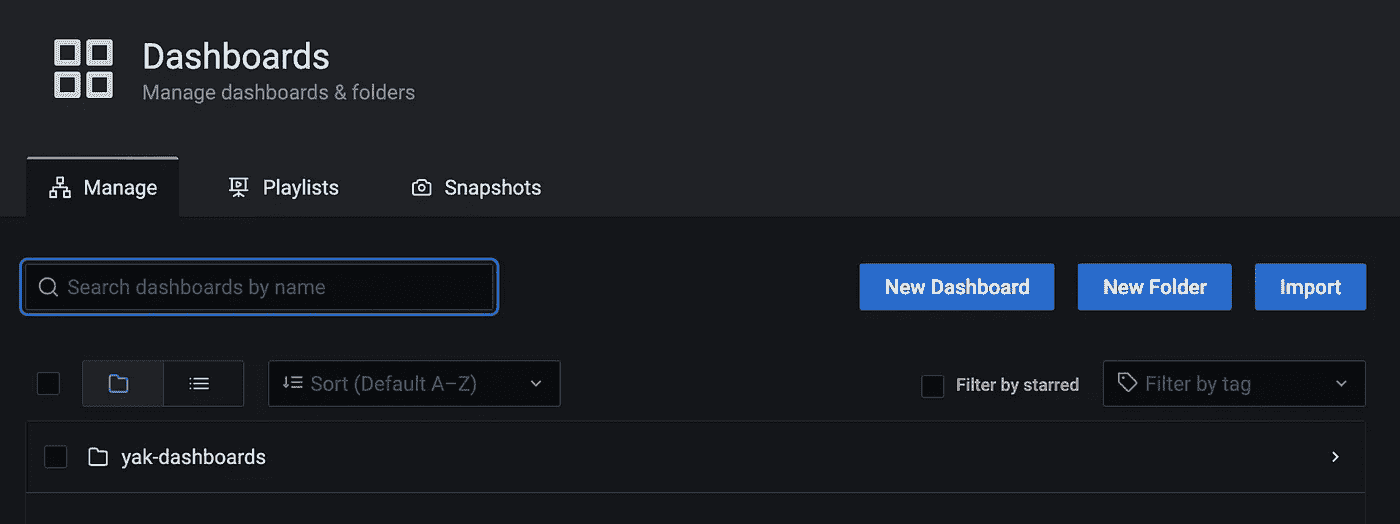 Dashboards
Manage dashboards & folders
Manage Playlists Snapshots
Search dashboards by name New Dashboard New Folder Import
Sort (Default A–Z) Filter by starred Filter by tag
yak-dashboards